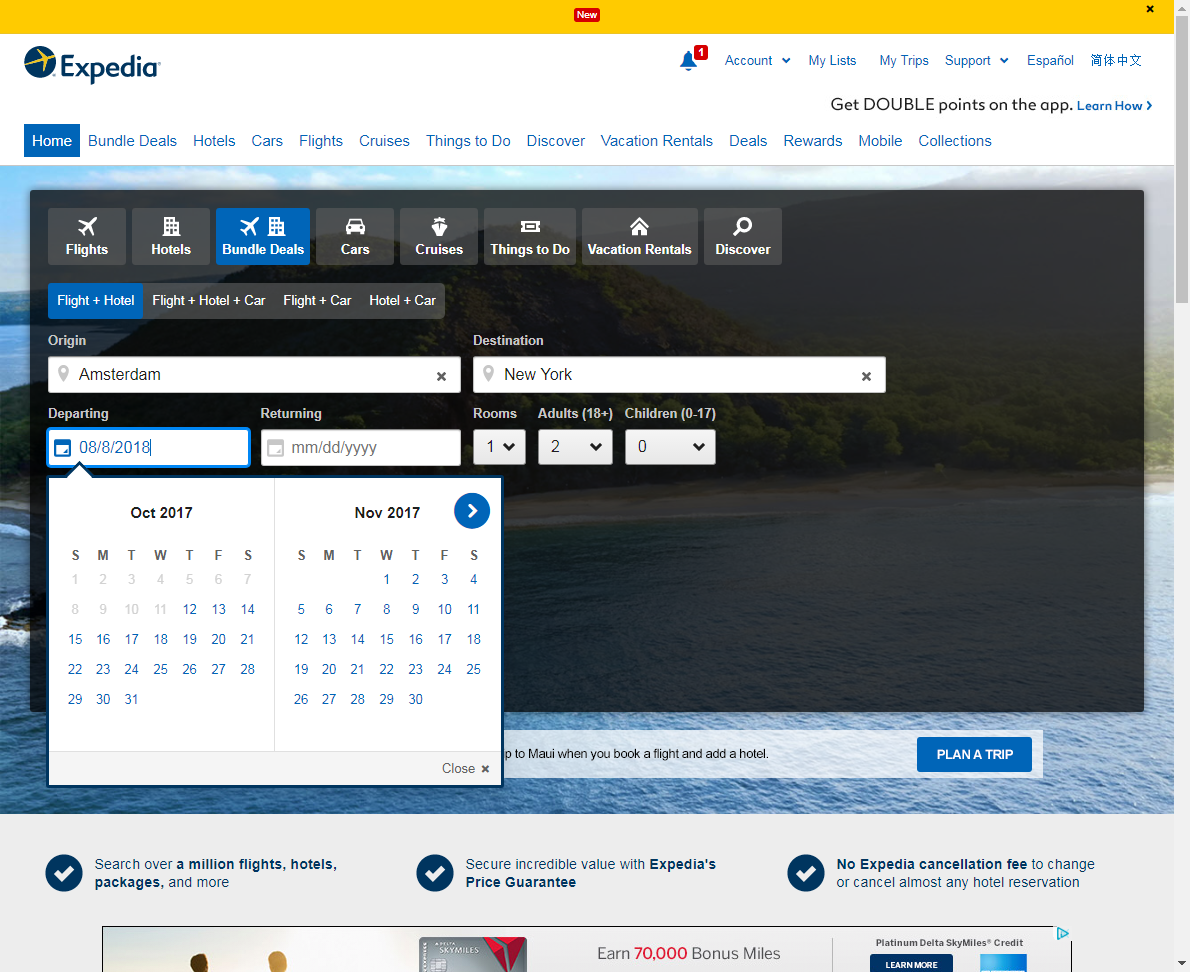 New
Expedia
1
Account
My Lists
My Trips
Support
Español
简体中文
Get DOUBLE points on the app. Learn How
Home Bundle Deals Hotels Cars Flights Cruises Things to Do Discover Vacation Rentals Deals Rewards Mobile Collections
Flights Hotels Bundle Deals Cars Cruises Things to Do Vacation Rentals Discover
Flight + Hotel Flight + Hotel + Car Flight + Car Hotel + Car
Origin Destination
Amsterdam New York
Departing Returning Rooms Adults (18+) Children (0-17)
08/8/2018 mm/dd/yyyy 1 2 0
Oct 2017
S M T W T F S
1 2 3 4 5 6 7
8 9 10 11 12 13 14
15 16 17 18 19 20 21
22 23 24 25 26 27 28
29 30 31
Nov 2017
S M T W T F S
1 2 3 4
5 6 7 8 9 10 11
12 13 14 15 16 17 18
19 20 21 22 23 24 25
26 27 28 29 30
Close
p to Maui when you book a flight and add a hotel.
PLAN A TRIP
Search over a million flights, hotels,
packages, and more
Secure incredible value with Expedia's
Price Guarantee
No Expedia cancellation fee to change
or cancel almost any hotel reservation
DELTA
SKYMILES
Earn 70,000 Bonus Miles
Platinum Delta SkyMiles® Credit
LEARN MORE